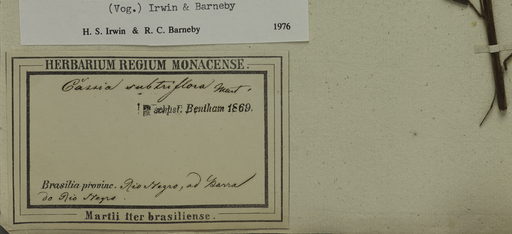 (Vog.) Irwin & Barneby
H. S. Irwin & R. C. Barneby 1976
HERBARIUM REGIUM MONACENSE.
Cassia subtriflora Mart.
Bentham 1869.
Brasilia provinc. Rio Negro, ad Barra
do Rio Negro.
Martii Iter brasiliense.